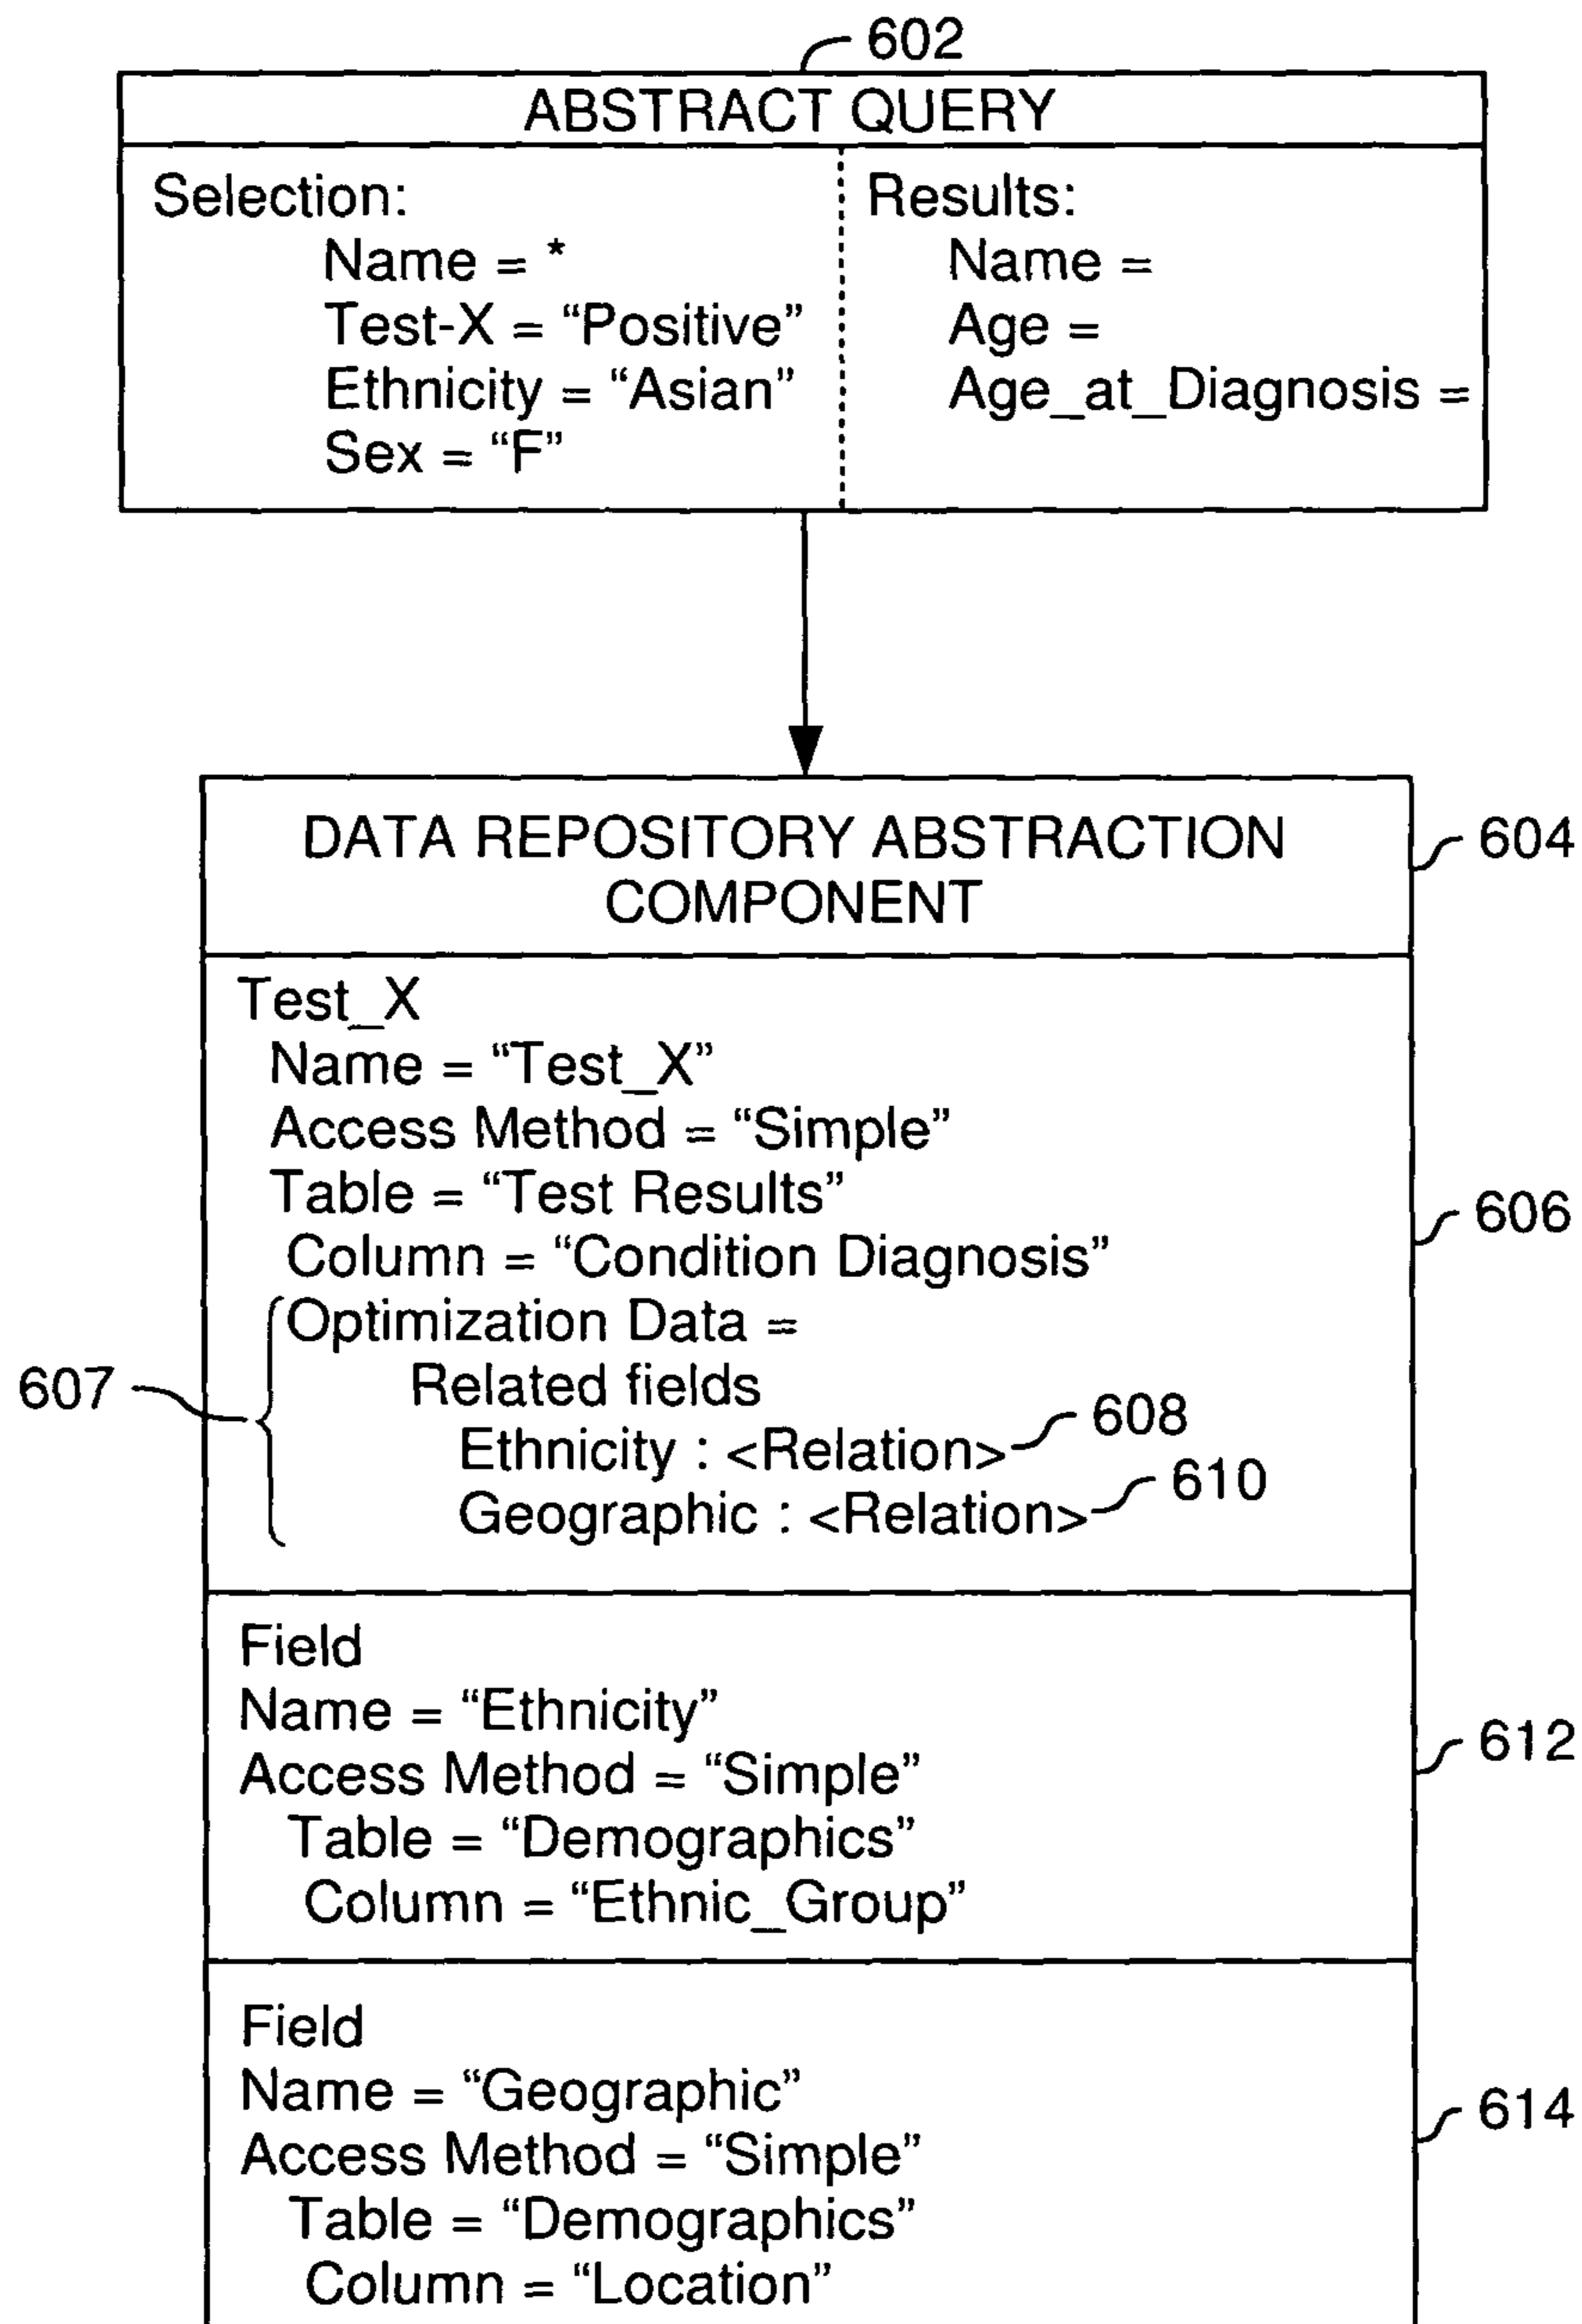 602
ABSTRACT QUERY
Selection:
Name = *
Test-X = “Positive”
Ethnicity = “Asian”
Sex = “F”
Results:
Name =
Age =
Age_at_Diagnosis =
DATA REPOSITORY ABSTRACTION
COMPONENT
604
Test_X
Name = “Test_X”
Access Method = “Simple”
Table = “Test Results”
606
Column = “Condition Diagnosis”
Optimization Data =
607
Related fields
Ethnicity : <Relation>
608
Geographic : <Relation>
610
Field
Name = “Ethnicity”
Access Method = “Simple”
612
Table = “Demographics”
Column = “Ethnic_Group”
Field
Name = “Geographic”
614
Access Method = “Simple”
Table = “Demographics”
Column = “Location”